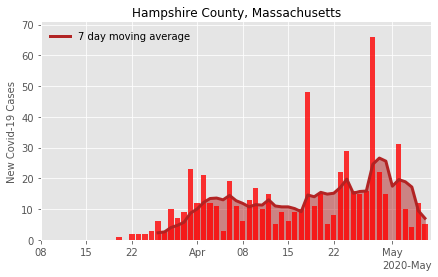 Hampshire County, Massachusetts
70
60
50
40
30
20
10
0
New Covid-19 Cases
7 day moving average
08 15 22 Apr 08 15 22 May
08
2020-May